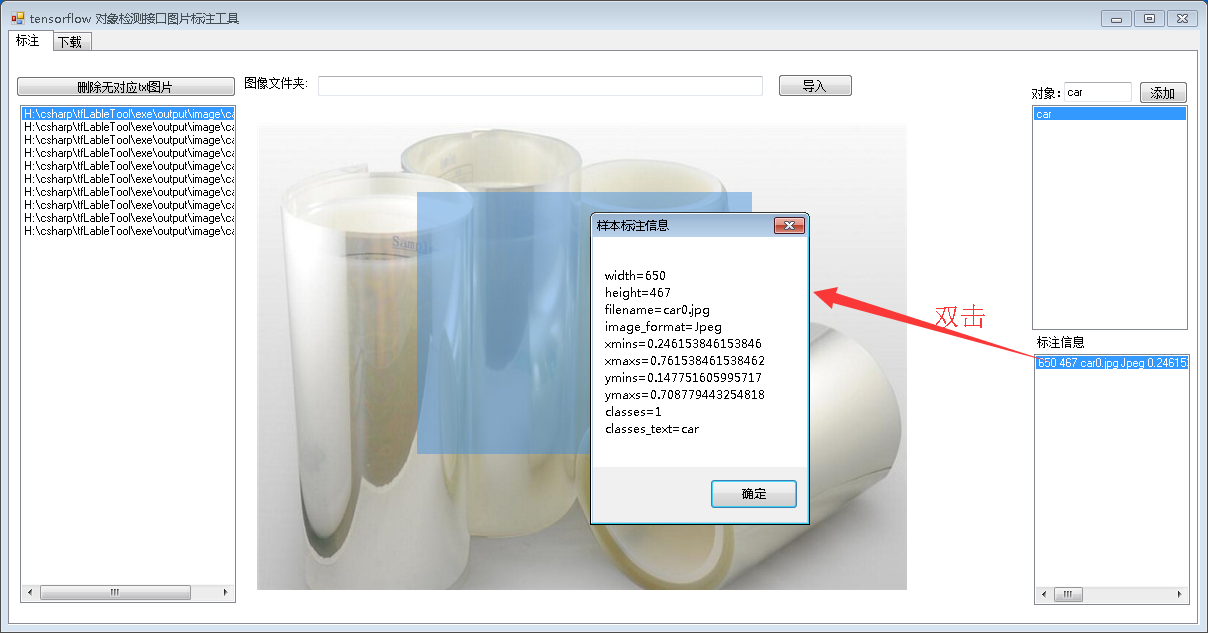 tensorflow 对象检测接口图片标注工具
标注
下载
删除无对应txt图片
图像文件夹:
导入
对象: car
添加
H:\csharp\tfLableTool\exe\output\image\ca
H:\csharp\tfLableTool\exe\output\image\ca
H:\csharp\tfLableTool\exe\output\image\ca
H:\csharp\tfLableTool\exe\output\image\ca
H:\csharp\tfLableTool\exe\output\image\ca
H:\csharp\tfLableTool\exe\output\image\ca
H:\csharp\tfLableTool\exe\output\image\ca
H:\csharp\tfLableTool\exe\output\image\ca
H:\csharp\tfLableTool\exe\output\image\ca
H:\csharp\tfLableTool\exe\output\image\ca
样本标注信息
width=650
height=467
filename=car0.jpg
image_format=Jpeg
xmins=0.246153846153846
xmaxs=0.761538461538462
ymins=0.147751605995717
ymaxs=0.708779443254818
classes=1
classes_text=car
确定
双击
car
标注信息
650 467 car0.jpg Jpeg 0.24615